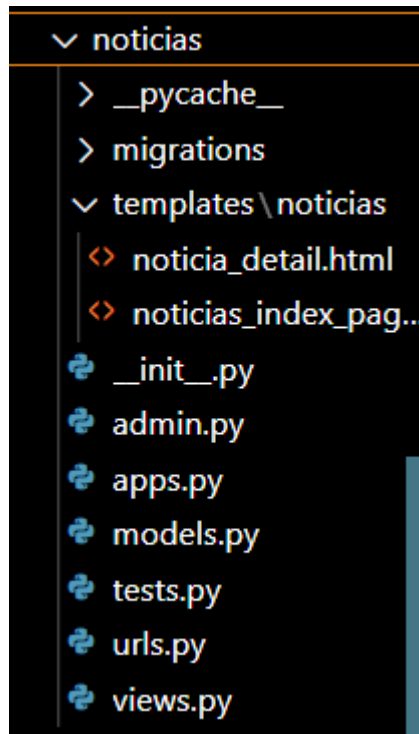 noticias
__pycache__
migrations
templates\noticias
noticia_detail.html
noticias_index_pag...
__init__.py
admin.py
apps.py
models.py
tests.py
urls.py
views.py